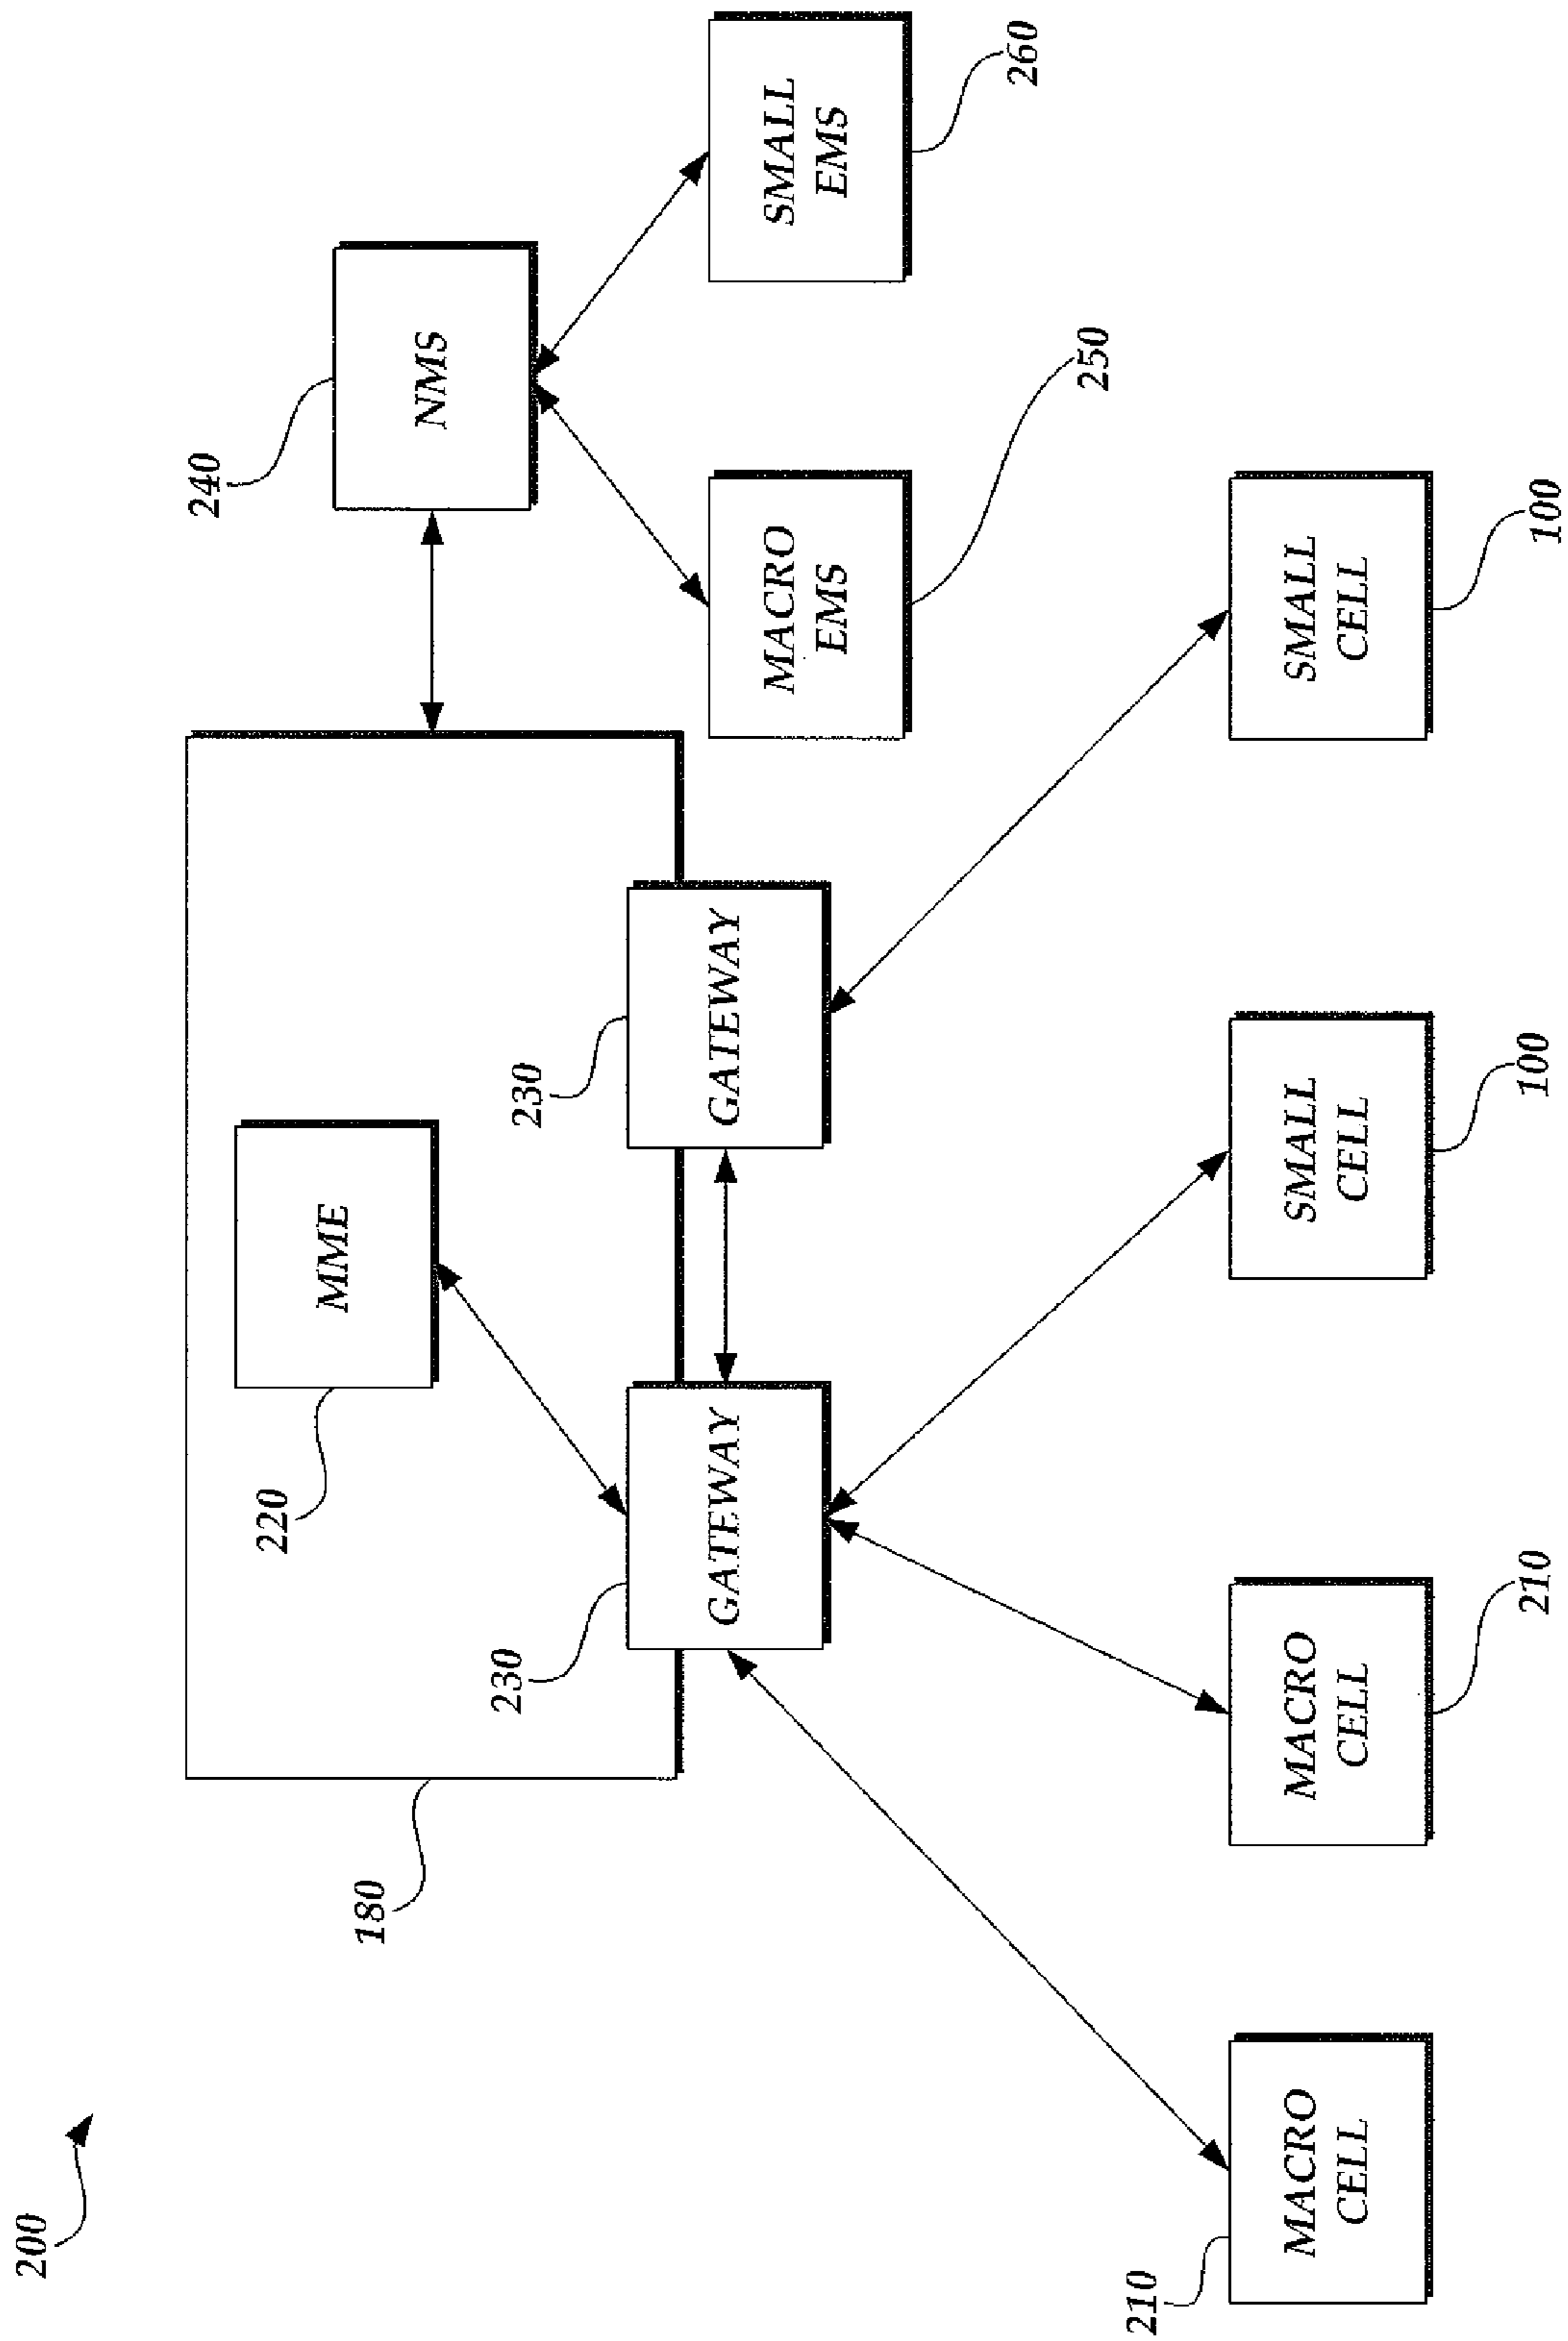 200
180
220
MME
240
NMS
230
GATEWAY
230
GATEWAY
MACRO
EMS
250
SMALL
EMS
260
210
MACRO
CELL
MACRO
CELL
210
SMALL
CELL
100
SMALL
CELL
100